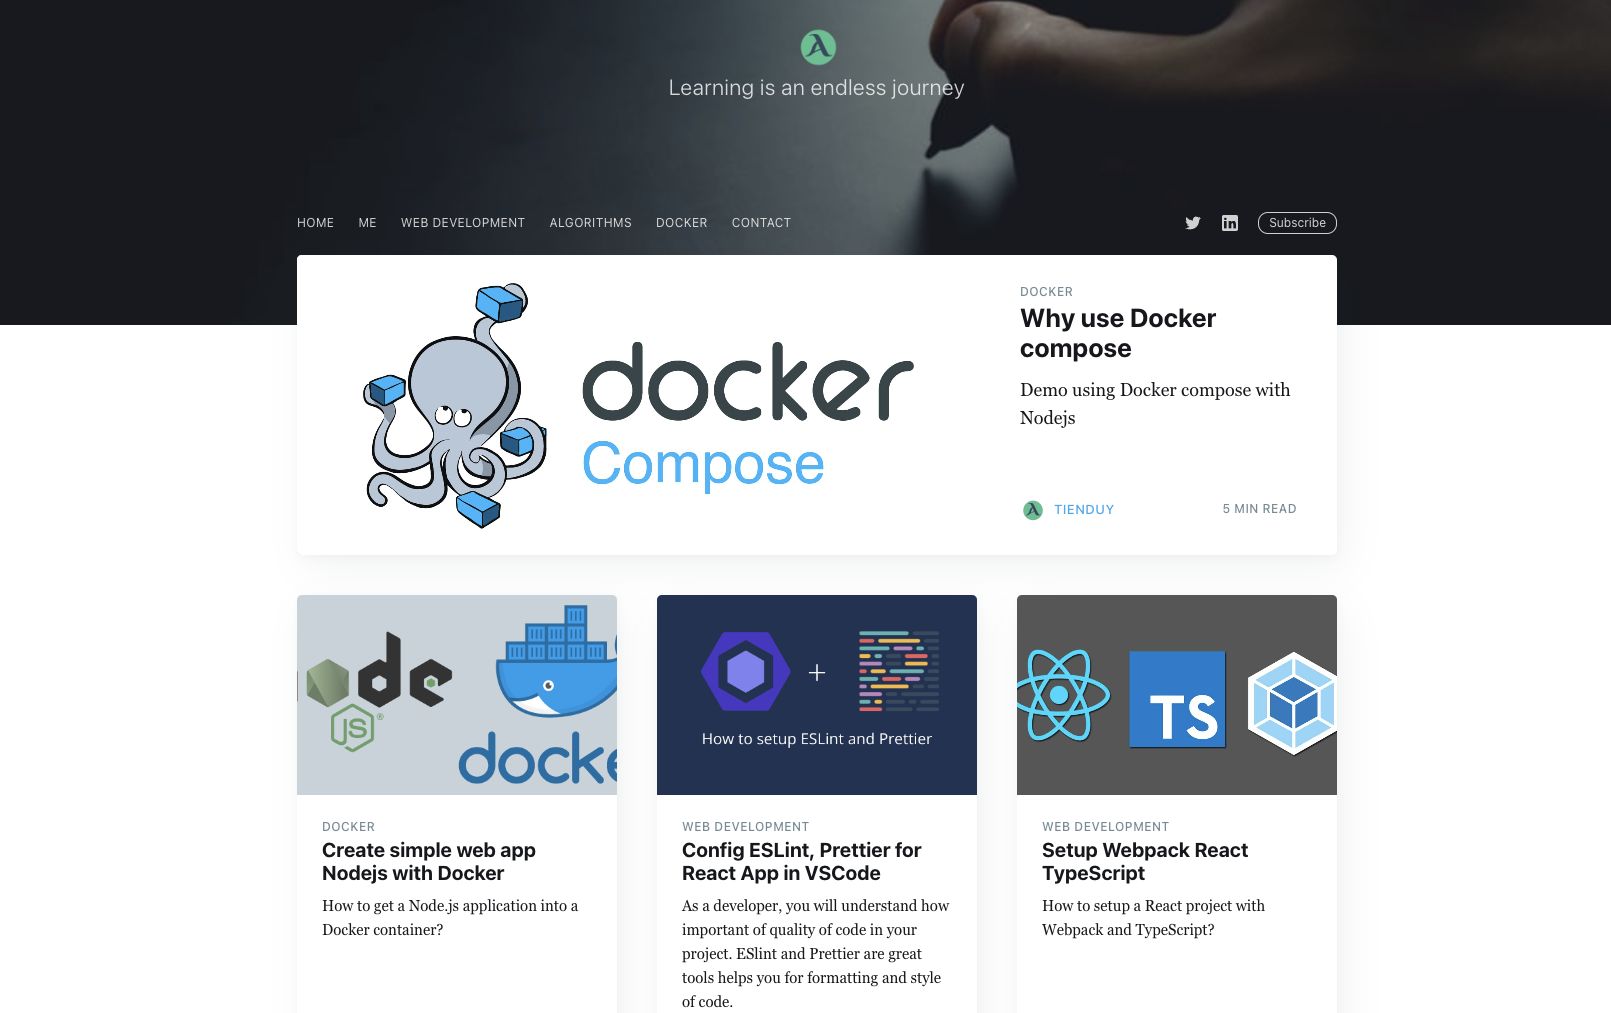 Learning is an endless journey
HOME ME WEB DEVELOPMENT ALGORITHMS DOCKER CONTACT Subscribe
docker
Compose
DOCKER
Why use Docker
compose
Demo using Docker compose with
Nodejs
TIENDUY 5 MIN READ
de
JS
docke
How to setup ESLint and Prettier
TS
DOCKER
Create simple web app
Nodejs with Docker
How to get a Node.js application into a
Docker container?
WEB DEVELOPMENT
Config ESLint, Prettier for
React App in VSCode
As a developer, you will understand how
important of quality of code in your
project. ESlint and Prettier are great
tools helps you for formatting and style
of code.
WEB DEVELOPMENT
Setup Webpack React
TypeScript
How to setup a React project with
Webpack and TypeScript?